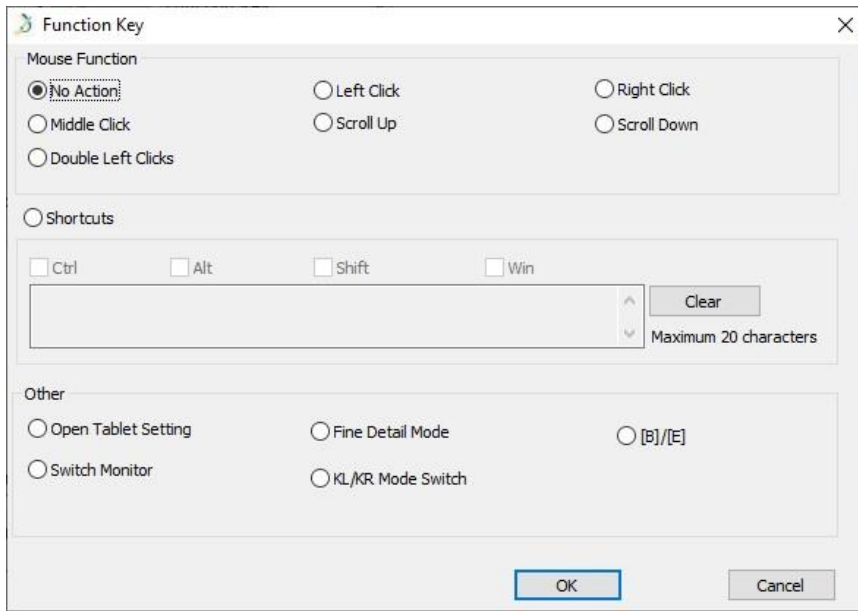 Function Key
Mouse Function
No Action Left Click Right Click
Middle Click Scroll Up Scroll Down
Double Left Clicks
Shortcuts
Ctrl Alt Shift Win
Clear
Maximum 20 characters
Other
Open Tablet Setting Fine Detail Mode [B]/[E]
Switch Monitor KL/KR Mode Switch
OK Cancel